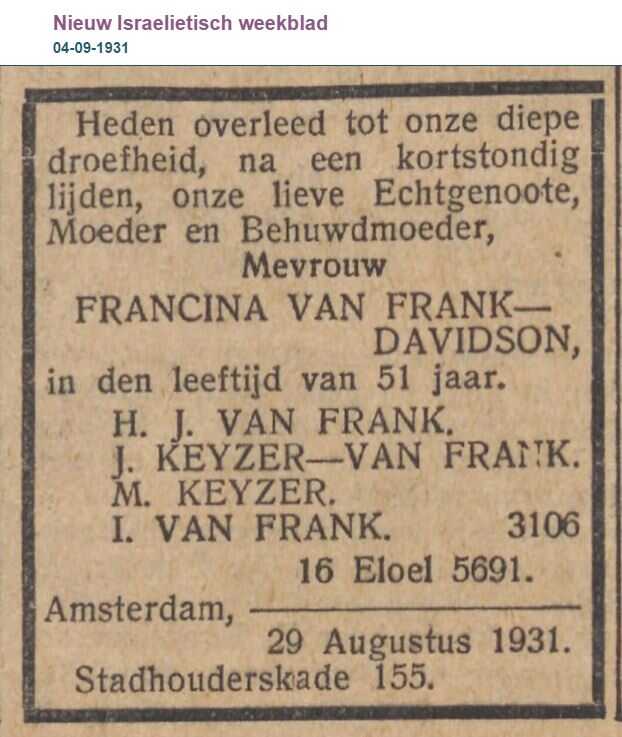 Nieuw Israelietisch weekblad
04-09-1931
Heden overleed tot onze diepe
droefheid, na een kortstondig
lijden, onze lieve Echtgenoote,
Moeder en Behuwdmoeder,
Mevrouw
FRANCINA VAN FRANK—
DAVIDSON,
in den leeftijd van 51 jaar.
H. J. VAN FRANK.
J. KEYZER—VAN FRANK.
M. KEYZER.
I. VAN FRANK. 3106
16 Eloel 5691.
Amsterdam,
29 Augustus 1931.
Stadhouderskade 155.